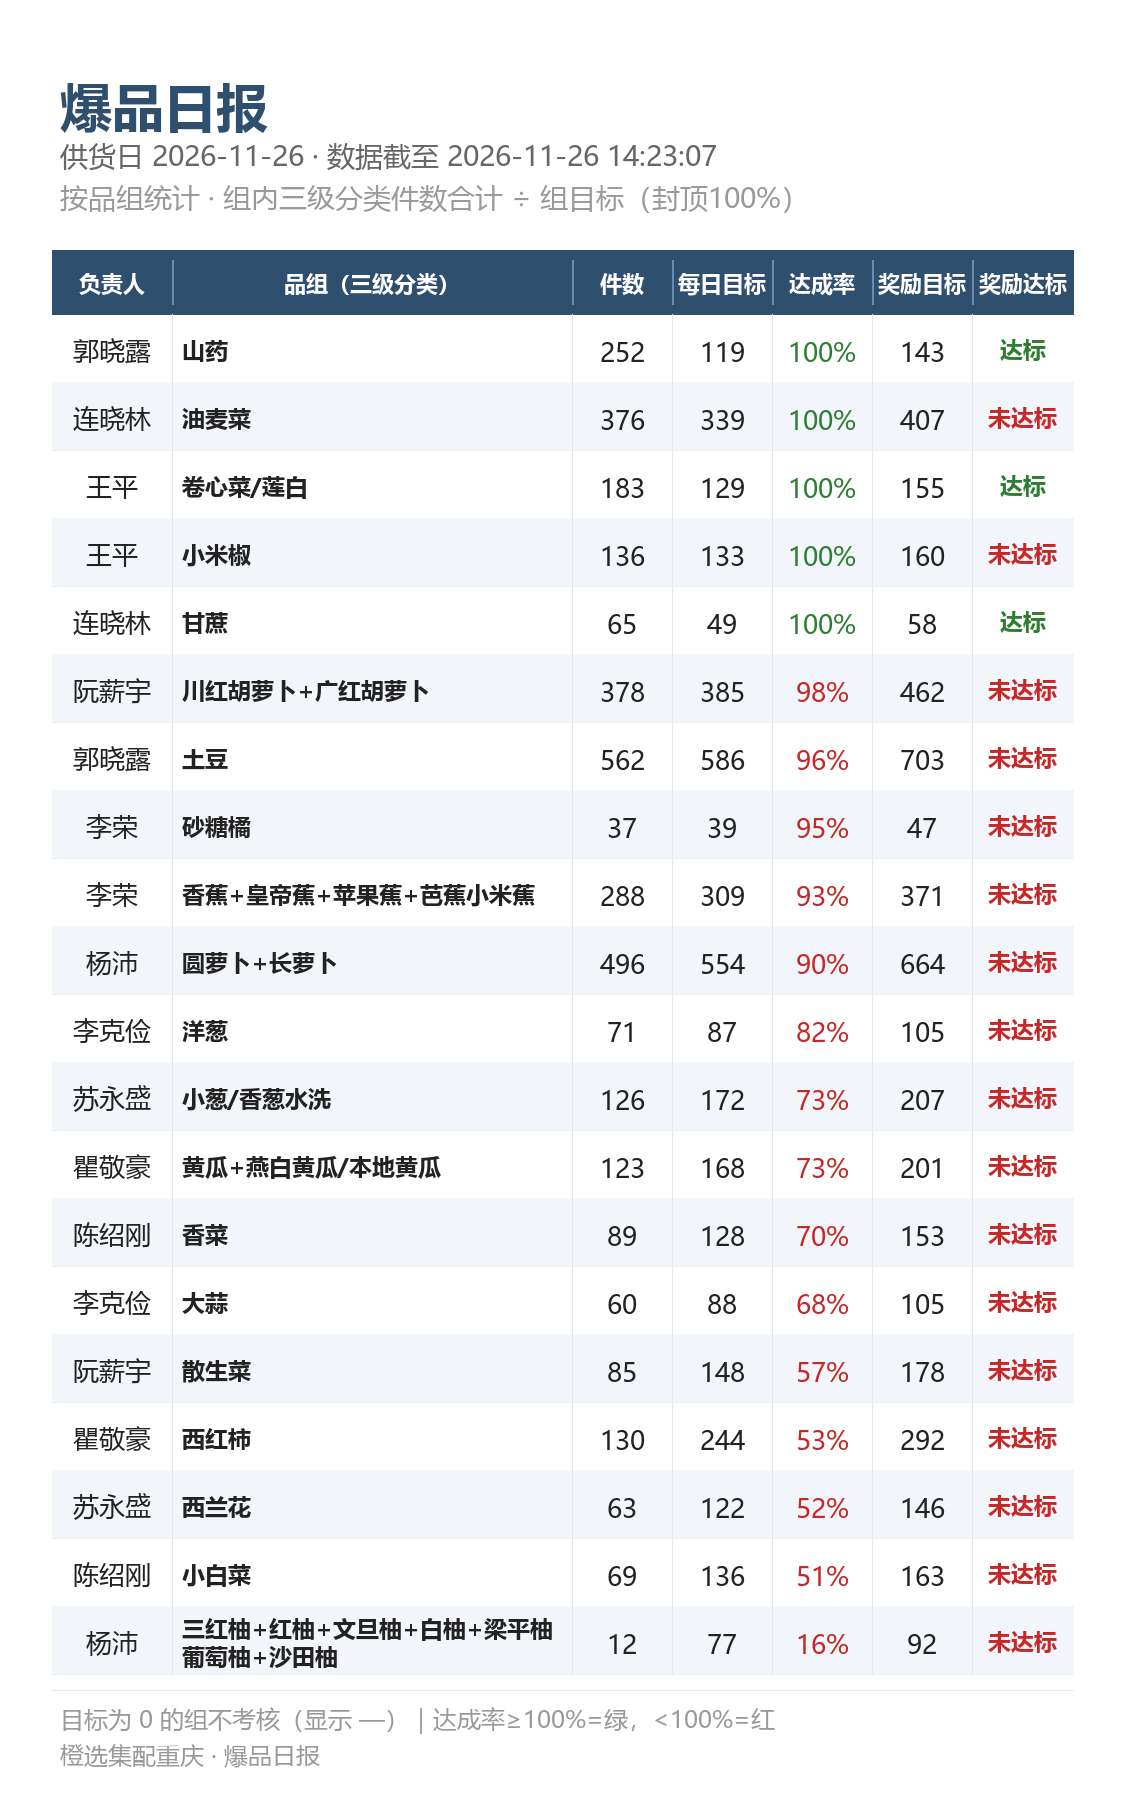 爆品日报
供货日 2026-11-26 · 数据截至 2026-11-26 14:23:07
按品组统计 · 组内三级分类件数合计 ÷ 组目标（封顶100%）
负责人 品组（三级分类） 件数 每日目标 达成率 奖励目标 奖励达标
郭晓露 山药 252 119 100% 143 达标
连晓林 油麦菜 376 339 100% 407 未达标
王平 卷心菜/莲白 183 129 100% 155 达标
王平 小米椒 136 133 100% 160 未达标
连晓林 甘蔗 65 49 100% 58 达标
阮薪宇 川红胡萝卜+广红胡萝卜 378 385 98% 462 未达标
郭晓露 土豆 562 586 96% 703 未达标
李荣 砂糖橘 37 39 95% 47 未达标
李荣 香蕉+皇帝蕉+苹果蕉+芭蕉小米蕉 288 309 93% 371 未达标
杨沛 圆萝卜+长萝卜 496 554 90% 664 未达标
李克俭 洋葱 71 87 82% 105 未达标
苏永盛 小葱/香葱水洗 126 172 73% 207 未达标
瞿敬豪 黄瓜+燕白黄瓜/本地黄瓜 123 168 73% 201 未达标
陈绍刚 香菜 89 128 70% 153 未达标
李克俭 大蒜 60 88 68% 105 未达标
阮薪宇 散生菜 85 148 57% 178 未达标
瞿敬豪 西红柿 130 244 53% 292 未达标
苏永盛 西兰花 63 122 52% 146 未达标
陈绍刚 小白菜 69 136 51% 163 未达标
杨沛 三红柚+红柚+文旦柚+白柚+梁平柚 12 77 16% 92 未达标
葡萄柚+沙田柚
目标为 0 的组不考核（显示 —）｜达成率≥100%=绿，<100%=红
橙选集配重庆 · 爆品日报